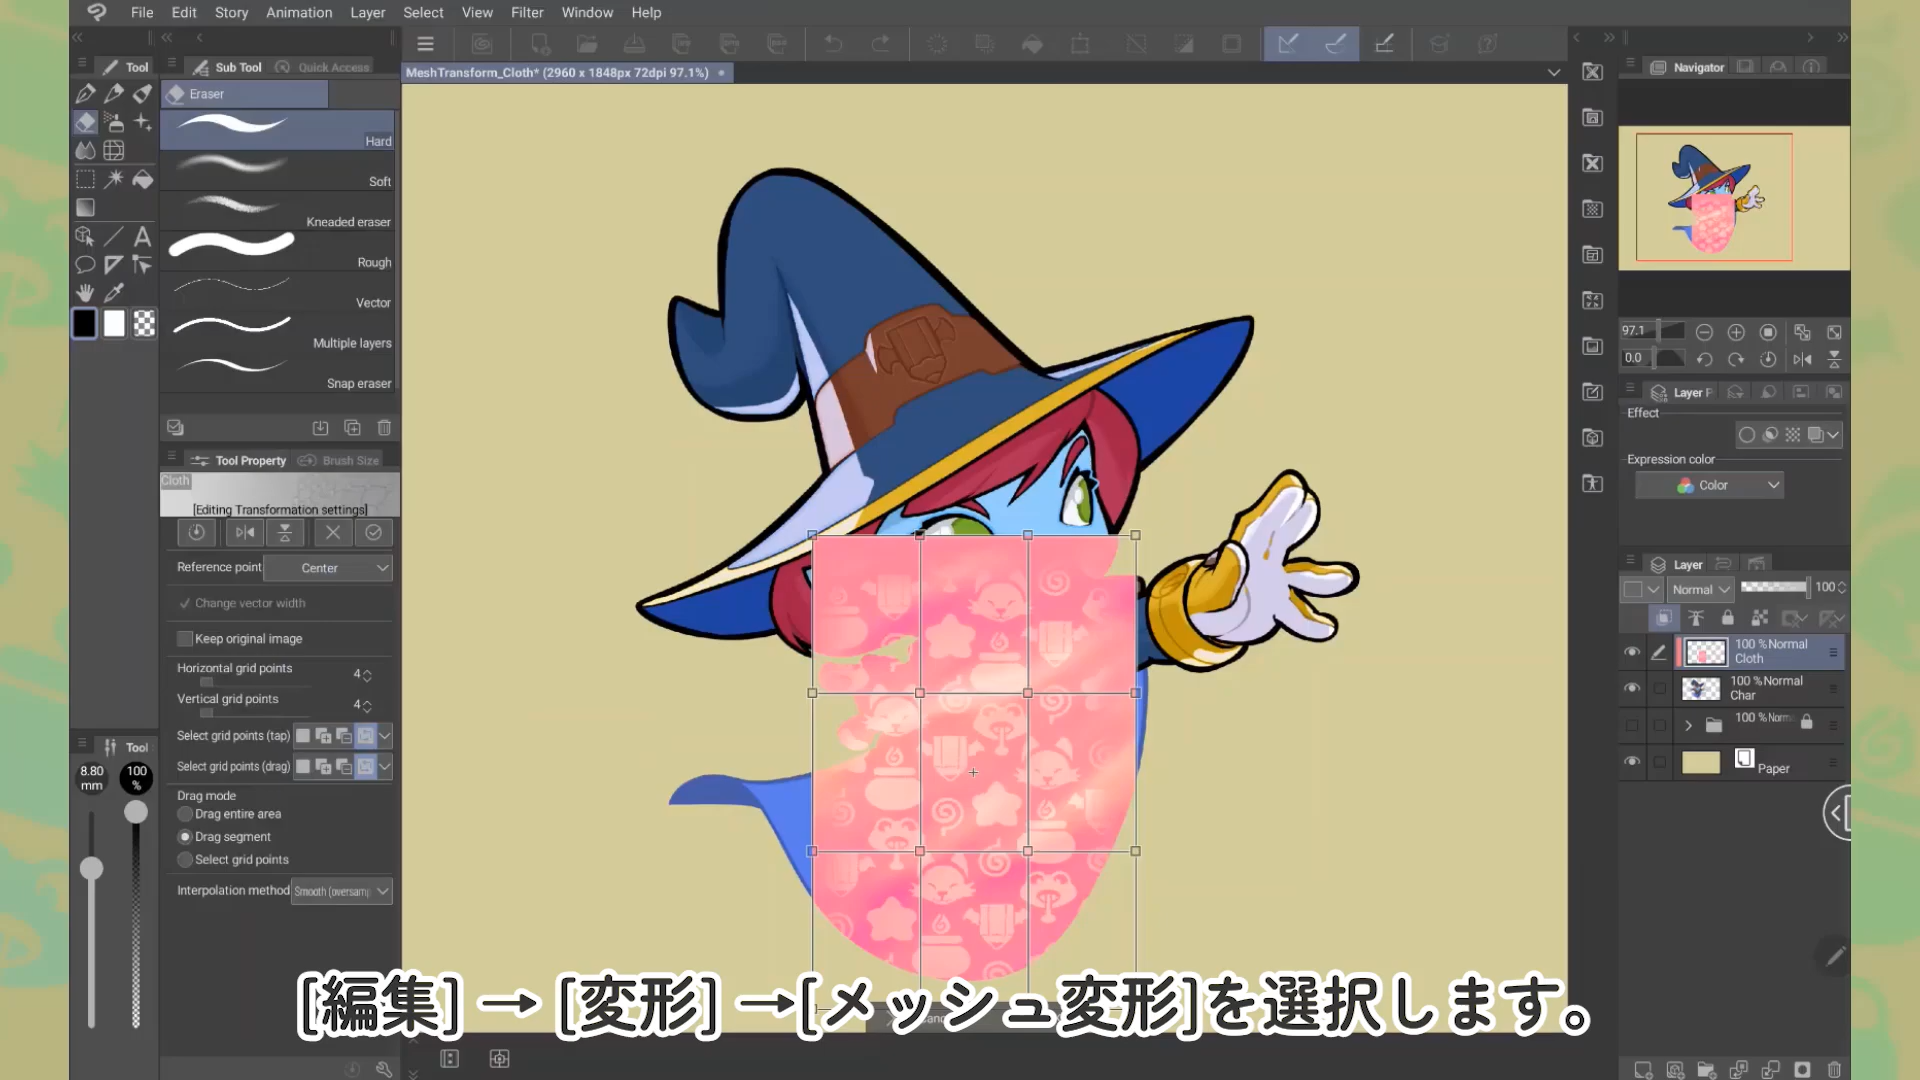 File Edit Story Animation Layer Select View Filter Window Help
Tool
Sub Tool Quick Access
MeshTransform_Cloth* (2960 x 1848px 72dpi 97.1%)
Navigator
Eraser
Hard
Soft
Kneaded eraser
Rough
Vector
Multiple layers
Snap eraser
97.1
0.0
Layer P
Effect
Expression color
Color
Tool Property Brush Size
Cloth
[Editing Transformation settings]
Reference point Center
Change vector width
Keep original image
Horizontal grid points 4
Vertical grid points 4
Select grid points (tap)
Select grid points (drag)
Drag mode
Drag entire area
Drag segment
Select grid points
Interpolation method Smooth (oversam
Layer
Normal 100
100 %Normal
Cloth
100 %Normal
Char
100 %Norm
Paper
Tool
8.80
mm
100
%
[編集] → [変形] →[メッシュ変形]を選択します。